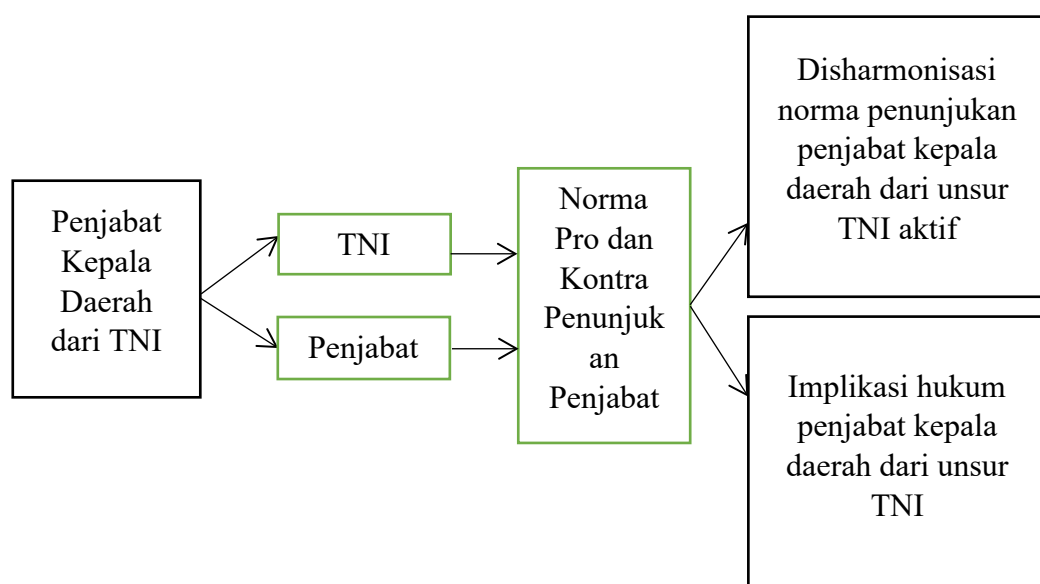 Penjabat
Kepala
Daerah
dari TNI
TNI
Penjabat
Norma
Pro dan
Kontra
Penunjuk
an
Penjabat
Disharmonisasi
norma penunjukan
penjabat kepala
daerah dari unsur
TNI aktif
Implikasi hukum
penjabat kepala
daerah dari unsur
TNI